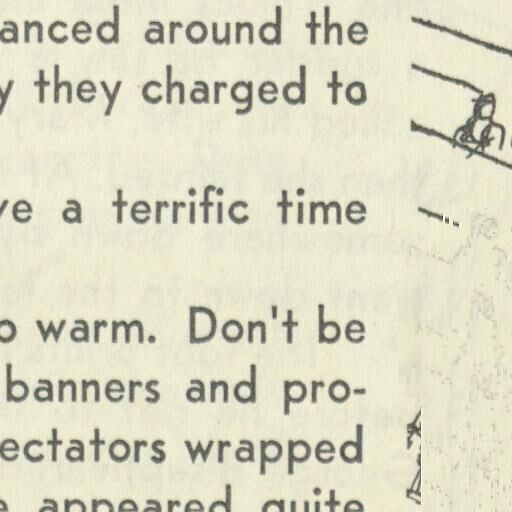 anced around the
y they charged to
ve a terrific time
o warm. Don't be
banners and pro-
ectators wrapped
e appeared quite